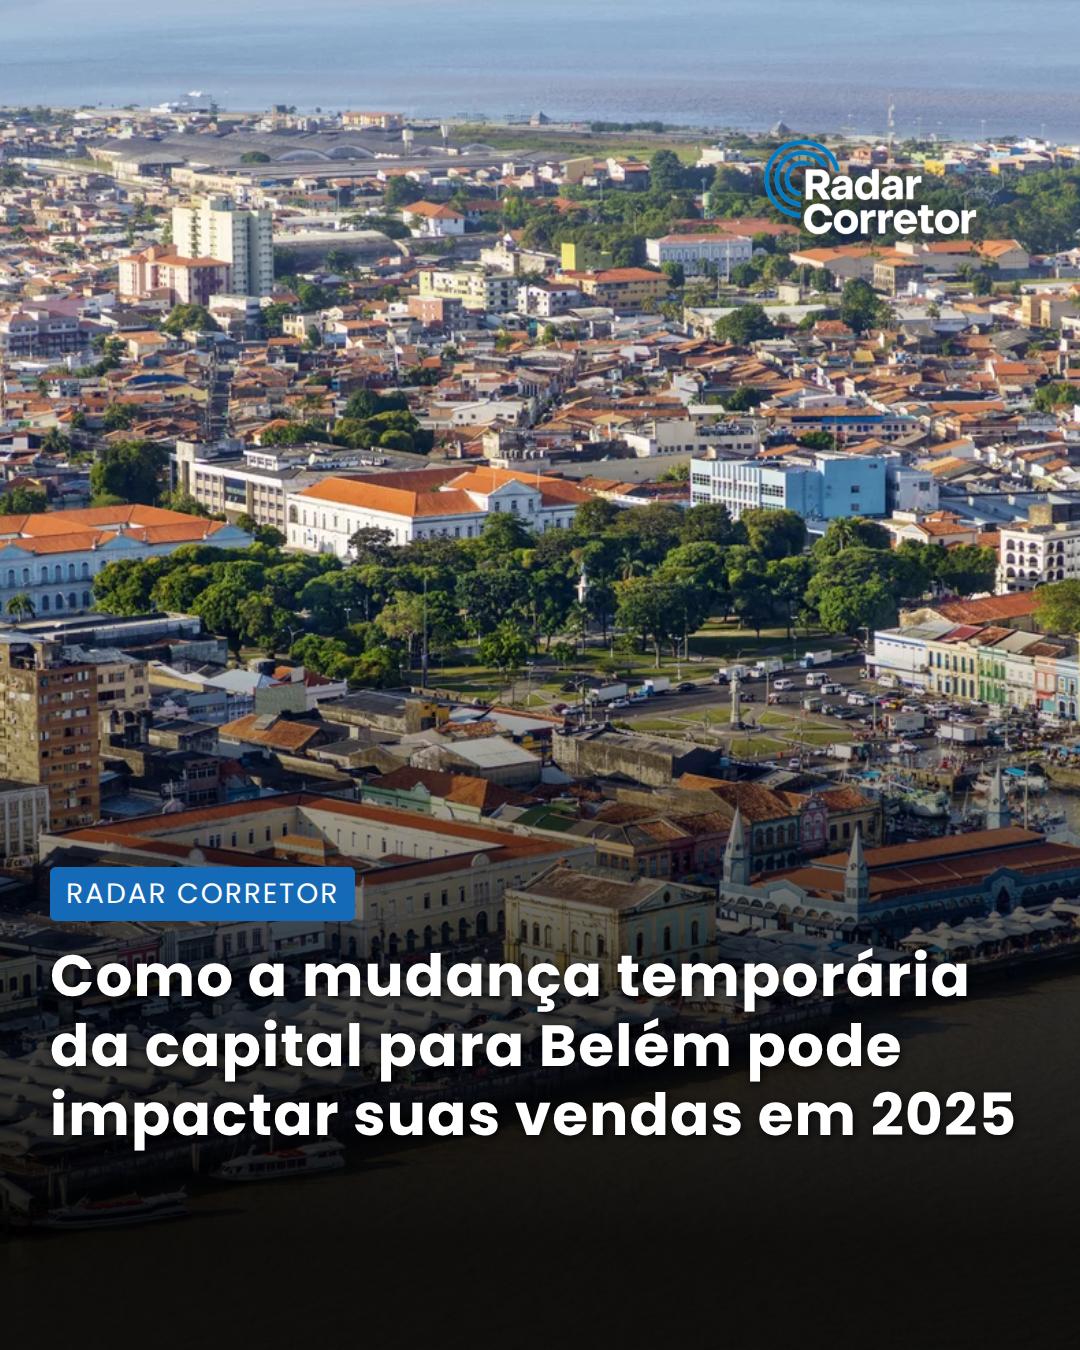 Radar
Corretor
RADAR CORRETOR
Como a mudança temporária
da capital para Belém pode
impactar suas vendas em 2025